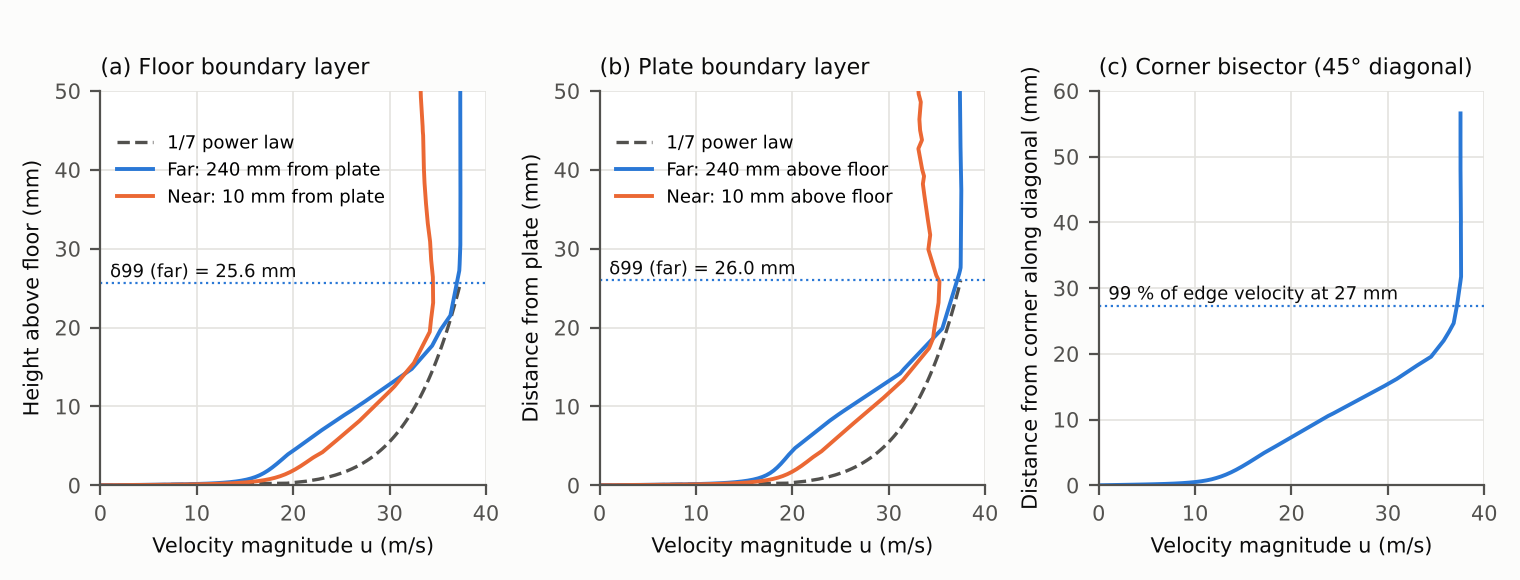 (a) Floor boundary layer
50
40
30
20
10
0
0 10 20 30 40
Height above floor (mm)
Velocity magnitude u (m/s)
1/7 power law
Far: 240 mm from plate
Near: 10 mm from plate
δ99 (far) = 25.6 mm
(b) Plate boundary layer
50
40
30
20
10
0
0 10 20 30 40
Distance from plate (mm)
Velocity magnitude u (m/s)
1/7 power law
Far: 240 mm above floor
Near: 10 mm above floor
δ99 (far) = 26.0 mm
(c) Corner bisector (45° diagonal)
60
50
40
30
20
10
0
0 10 20 30 40
Distance from corner along diagonal (mm)
Velocity magnitude u (m/s)
99 % of edge velocity at 27 mm